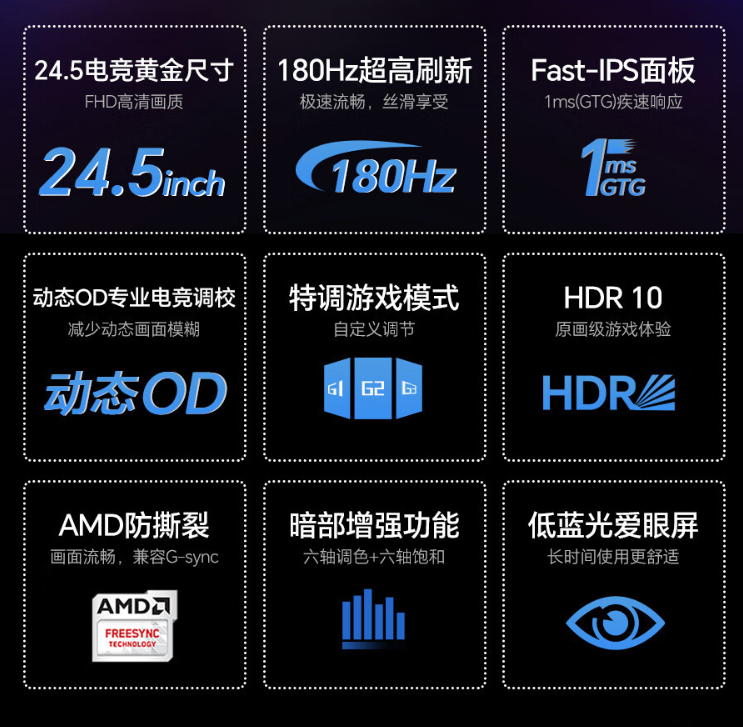 24.5电竞黄金尺寸
FHD高清画质
24.5inch
180Hz超高刷新
极速流畅，丝滑享受
180Hz
Fast-IPS面板
1ms(GTG)疾速响应
1ms
GTG
动态OD专业电竞调校
减少动态画面模糊
动态OD
特调游戏模式
自定义调节
G1 G2 G3
HDR 10
原画级游戏体验
HDR
AMD防撕裂
画面流畅，兼容G-sync
AMD
FREESYNC
TECHNOLOGY
暗部增强功能
六轴调色+六轴饱和
低蓝光爱眼屏
长时间使用更舒适